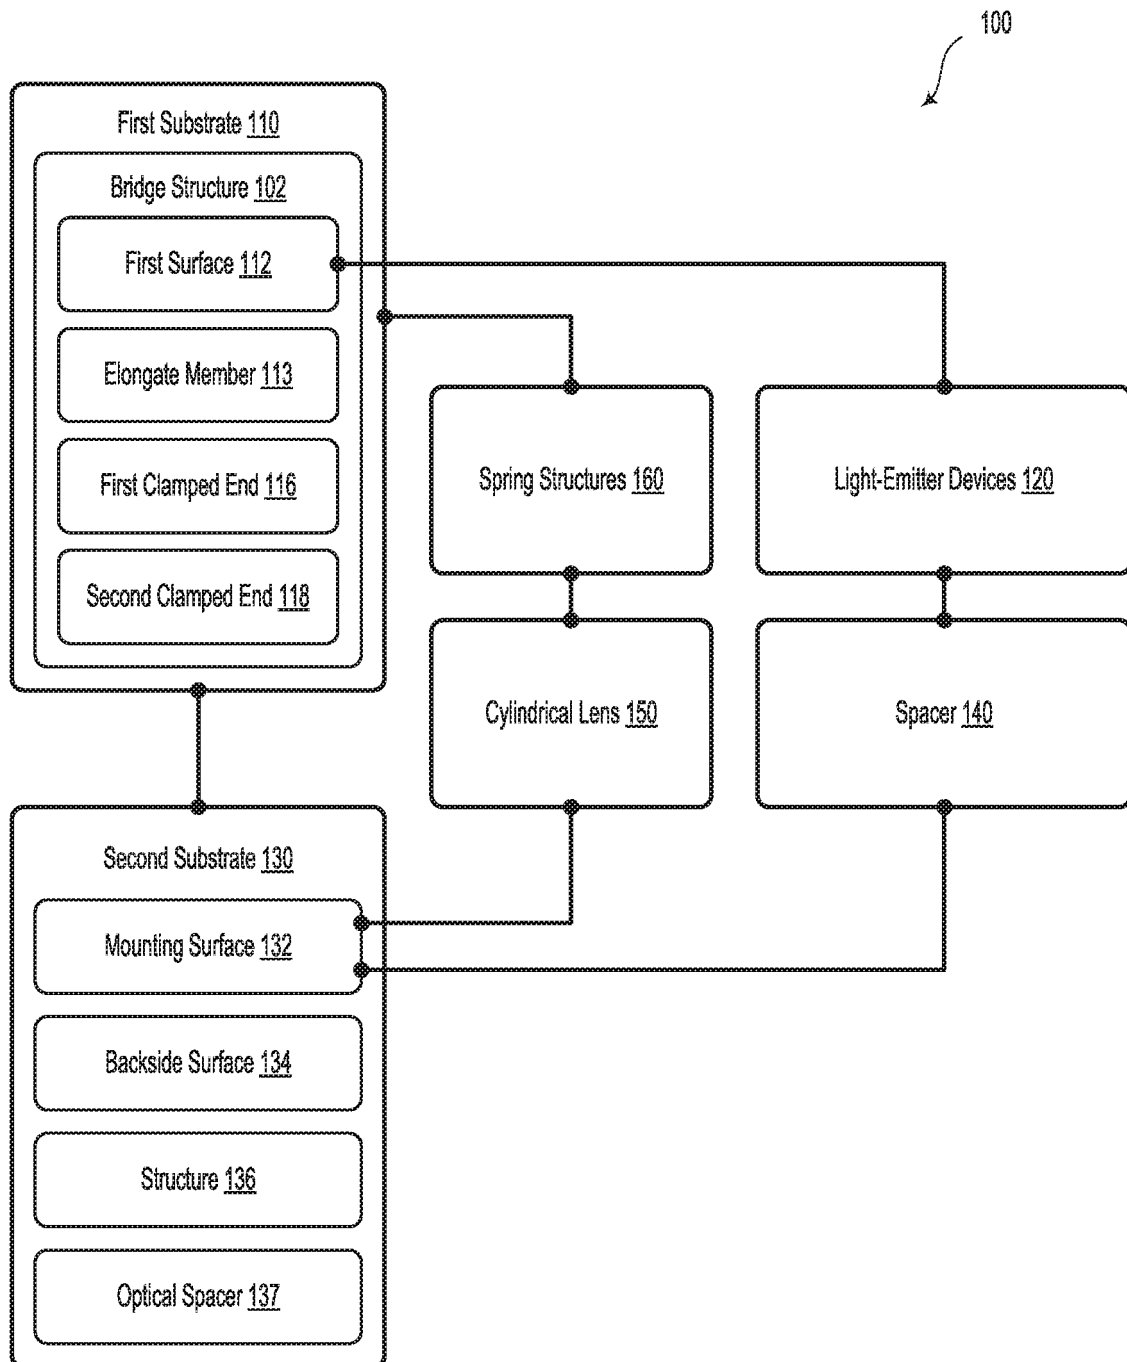 100
First Substrate 110
Bridge Structure 102
First Surface 112
Elongate Member 113
First Clamped End 116
Second Clamped End 118
Spring Structures 160
Light-Emitter Devices 120
Cylindrical Lens 150
Spacer 140
Second Substrate 130
Mounting Surface 132
Backside Surface 134
Structure 136
Optical Spacer 137